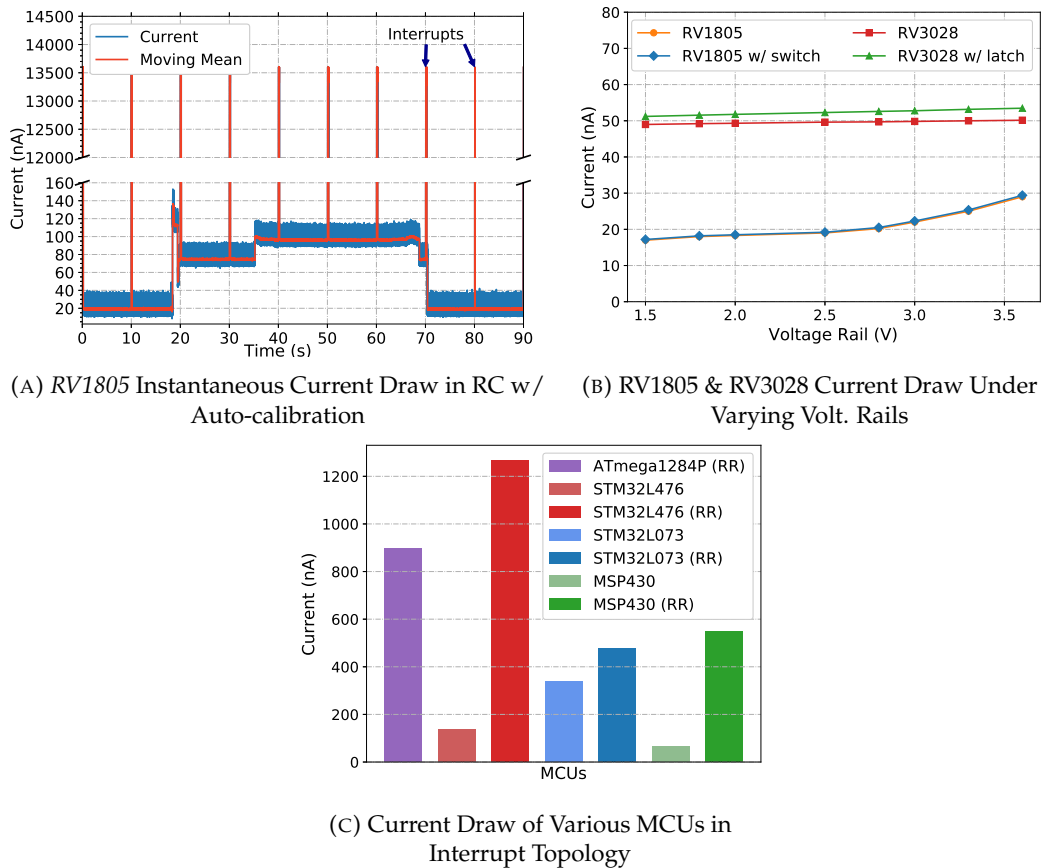 14500
14000
13500
13000
12500
12000
160
140
120
100
80
60
40
20
Current (nA)
Current
Moving Mean
Interrupts
0 10 20 30 40 50 60 70 80 90
Time (s)
(A) RV1805 Instantaneous Current Draw in RC w/
Auto-calibration
80
70
60
50
40
30
20
10
0
Current (nA)
RV1805
RV1805 w/ switch
RV3028
RV3028 w/ latch
1.5 2.0 2.5 3.0 3.5
Voltage Rail (V)
(B) RV1805 & RV3028 Current Draw Under
Varying Volt. Rails
1200
1000
800
600
400
200
0
Current (nA)
ATmega1284P (RR)
STM32L476
STM32L476 (RR)
STM32L073
STM32L073 (RR)
MSP430
MSP430 (RR)
MCUs
(C) Current Draw of Various MCUs in
Interrupt Topology